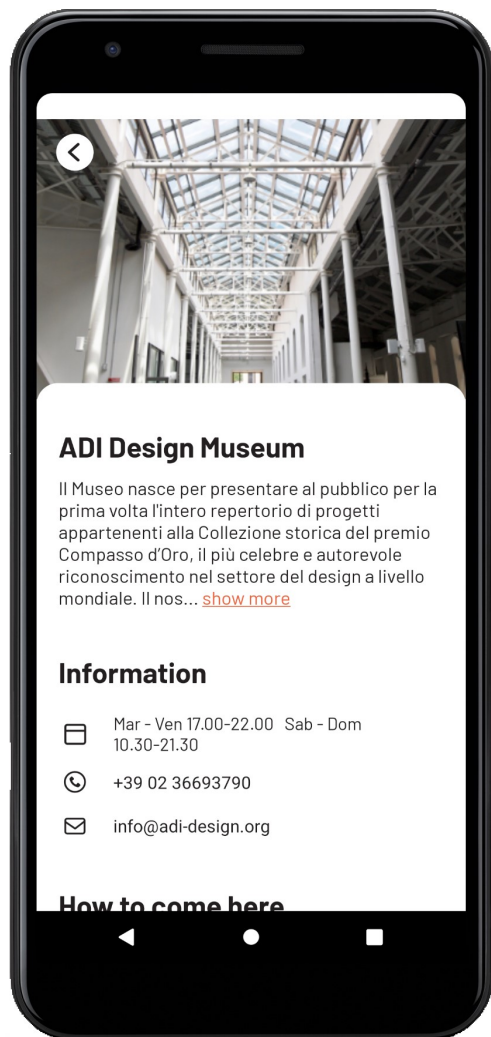 ADI Design Museum
Il Museo nasce per presentare al pubblico per la
prima volta l'intero repertorio di progetti
appartenenti alla Collezione storica del premio
Compasso d’Oro, il più celebre e autorevole
riconoscimento nel settore del design a livello
mondiale. Il nos... show more
Information
Mar - Ven 17.00-22.00 Sab - Dom
10.30-21.30
+39 02 36693790
info@adi-design.org
How to come here